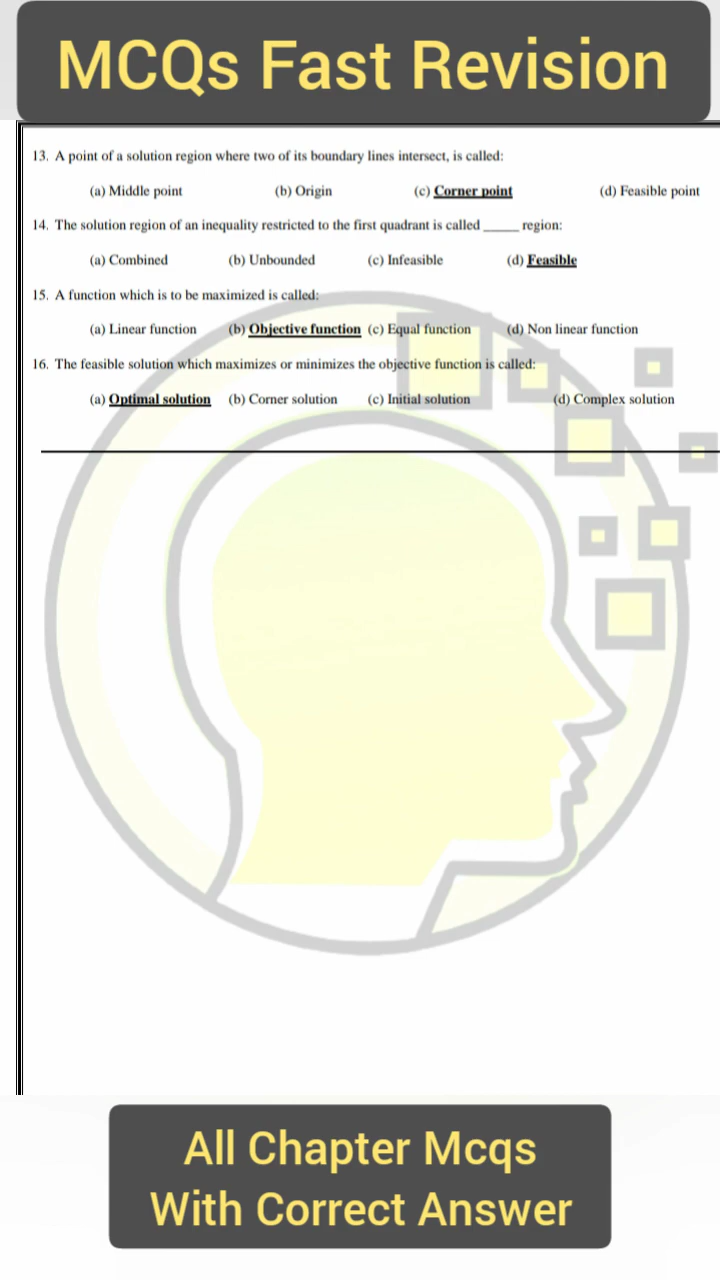 MCQs Fast Revision
13. A point of a solution region where two of its boundary lines intersect, is called:
(a) Middle point (b) Origin (c) Corner point (d) Feasible point
14. The solution region of an inequality restricted to the first quadrant is called _____ region:
(a) Combined (b) Unbounded (c) Infeasible (d) Feasible
15. A function which is to be maximized is called:
(a) Linear function (b) Objective function (c) Equal function (d) Non linear function
16. The feasible solution which maximizes or minimizes the objective function is called:
(a) Optimal solution (b) Corner solution (c) Initial solution (d) Complex solution
All Chapter Mcqs
With Correct Answer